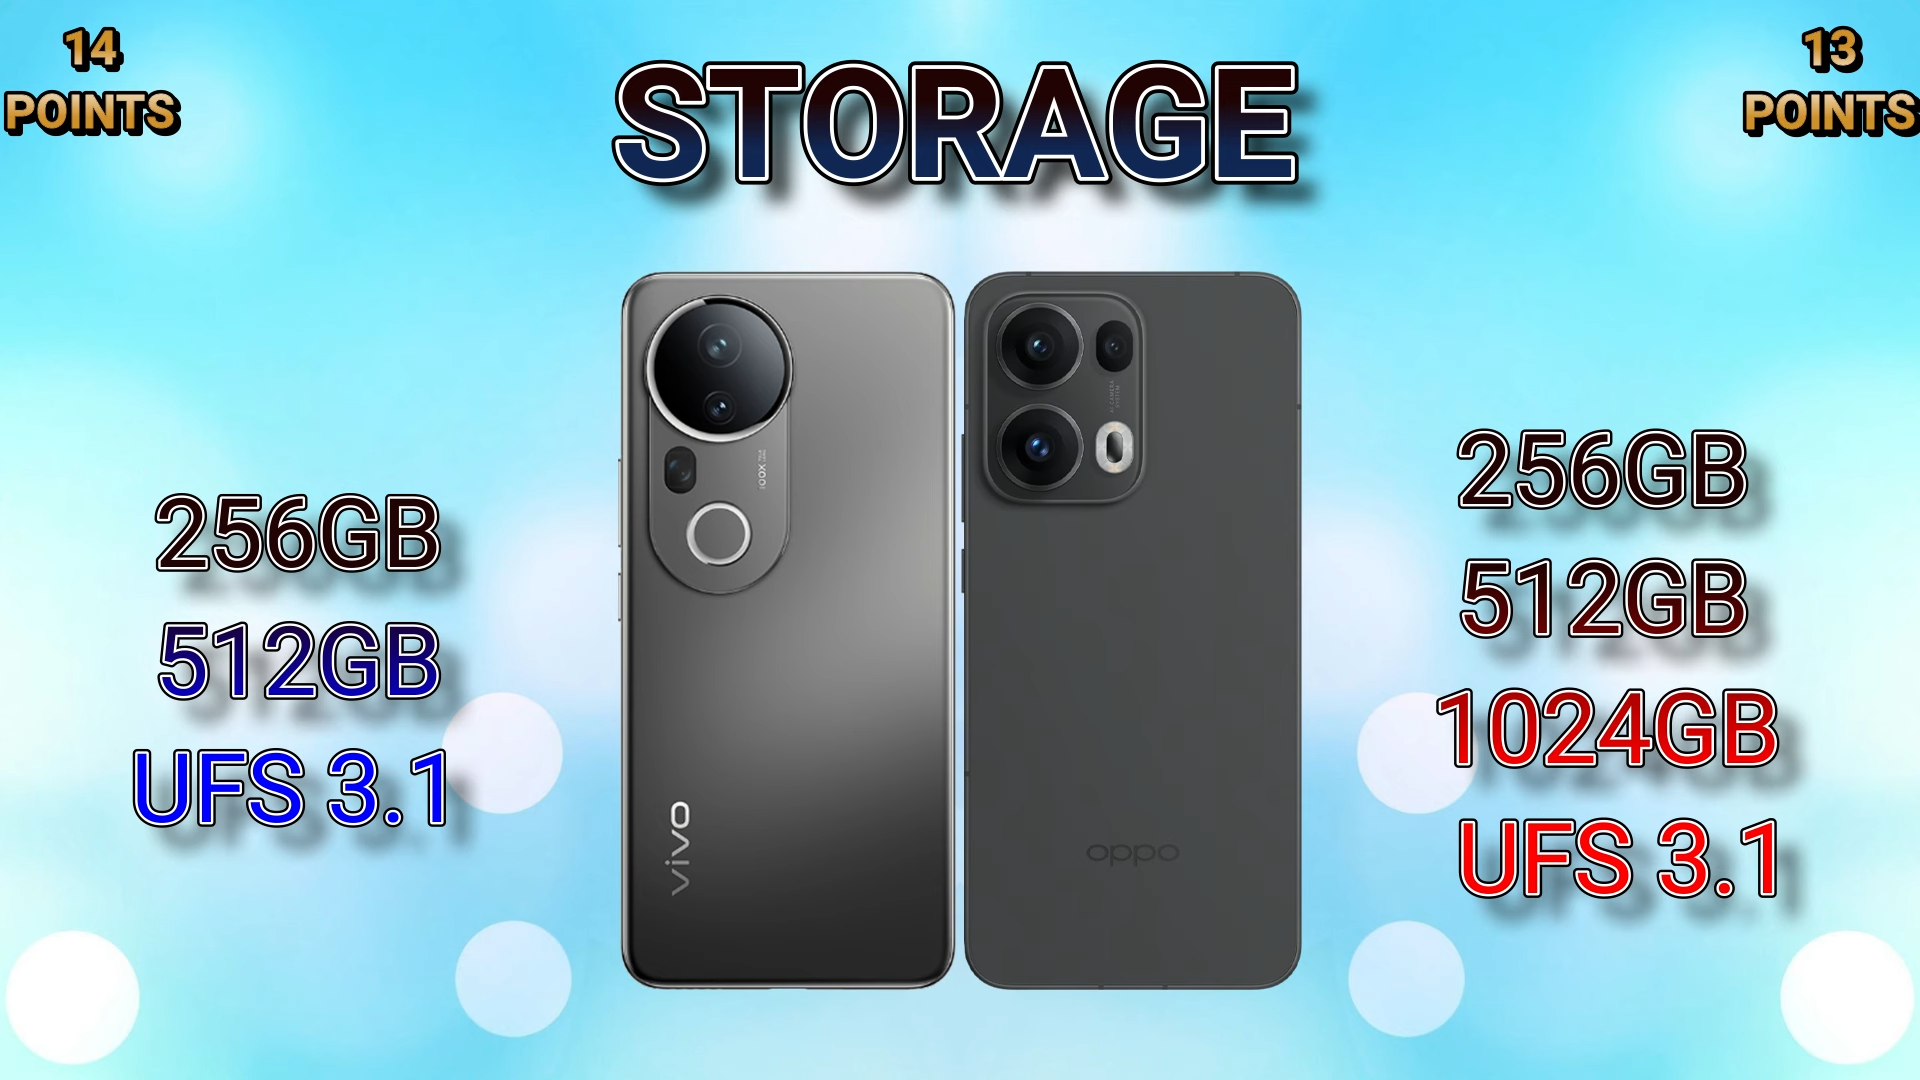 14
POINTS
STORAGE
13
POINTS
256GB
512GB
UFS 3.1
vivo
oppo
256GB
512GB
1024GB
UFS 3.1